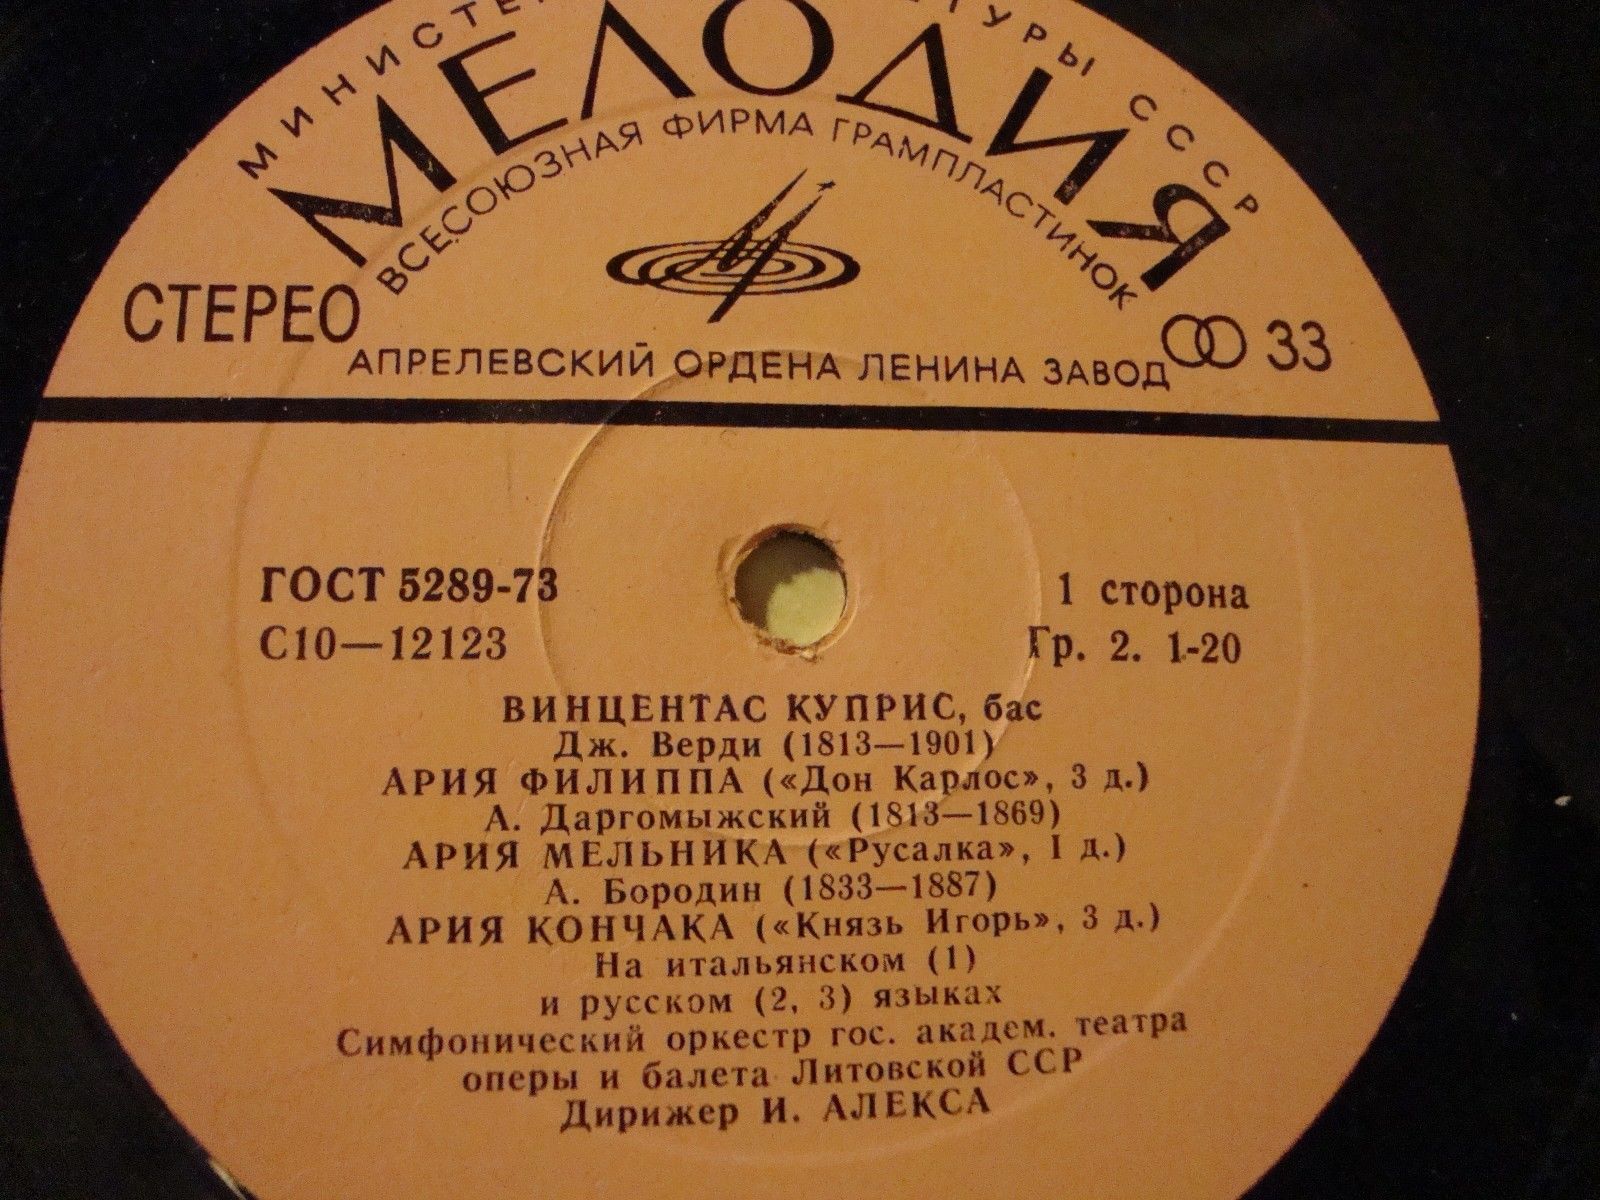 СССР
МЕЛОДИЯ
ВСЕСОЮЗНАЯ ФИРМА ГРАМПЛАСТИНОК
СТЕРЕО
33
АПРЕЛЕВСКИЙ ОРДЕНА ЛЕНИНА ЗАВОД
ГОСТ 5289-73
1 сторона
С10—12123
Гр. 2. 1-20
ВИНЦЕНТАС КУПРИС, бас
Дж. Верди (1813—1901)
АРИЯ ФИЛИППА («Дон Карлос», 3 д.)
А. Даргомыжский (1813—1869)
АРИЯ МЕЛЬНИКА («Русалка», I д.)
А. Бородин (1833—1887)
АРИЯ КОНЧАКА («Князь Игорь», 3 д.)
На итальянском (1)
и русском (2, 3) языках
Симфонический оркестр гос. академ. театра
оперы и балета Литовской ССР
Дирижер И. АЛЕКСА